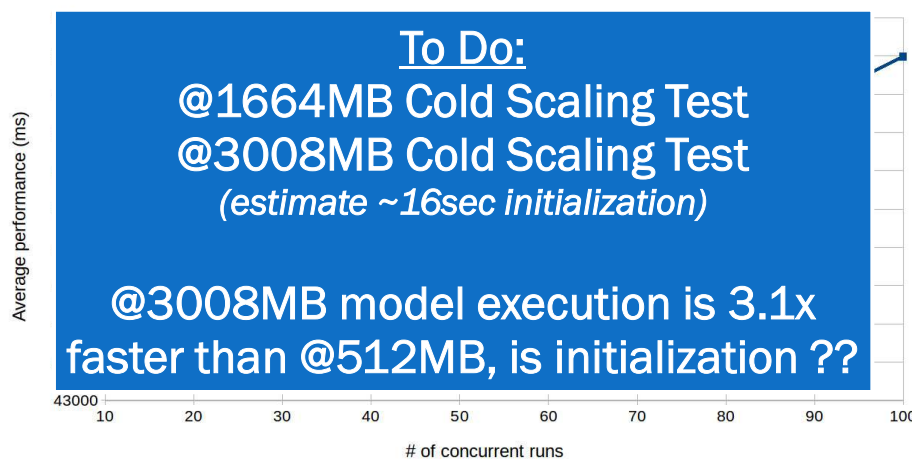 To Do:
@1664MB Cold Scaling Test
@3008MB Cold Scaling Test
(estimate ~16sec initialization)
@3008MB model execution is 3.1x
faster than @512MB, is initialization ??
Average performance (ms)
43000
10 20 30 40 50 60 70 80 90 100
# of concurrent runs